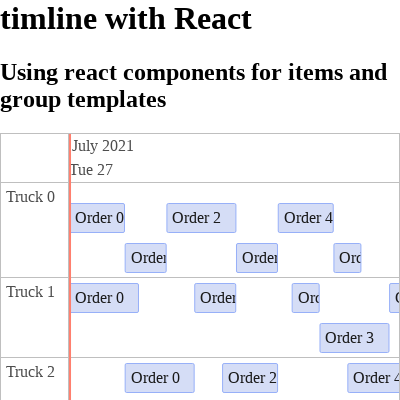 timline with React
Using react components for items and
group templates
July 2021
Tue 27
Truck 0
Order 0
Order 2
Order 4
Order
Order
Orc
Truck 1
Order 0
Order
Orc
Order 3
Truck 2
Order 0
Order 2
Order 4